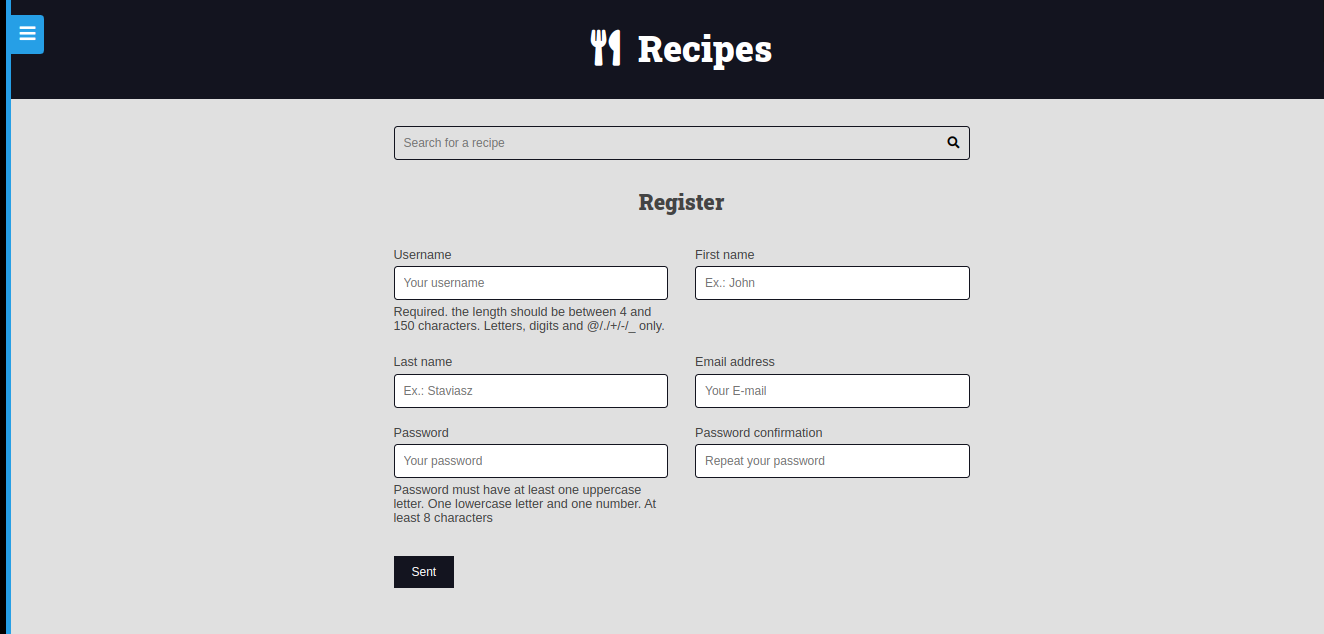 Recipes
Search for a recipe
Register
Username
Your username
Required. the length should be between 4 and
150 characters. Letters, digits and @/./+/-/_ only.
First name
Ex.: John
Last name
Ex.: Staviasz
Email address
Your E-mail
Password
Your password
Password must have at least one uppercase
letter. One lowercase letter and one number. At
least 8 characters
Password confirmation
Repeat your password
Sent